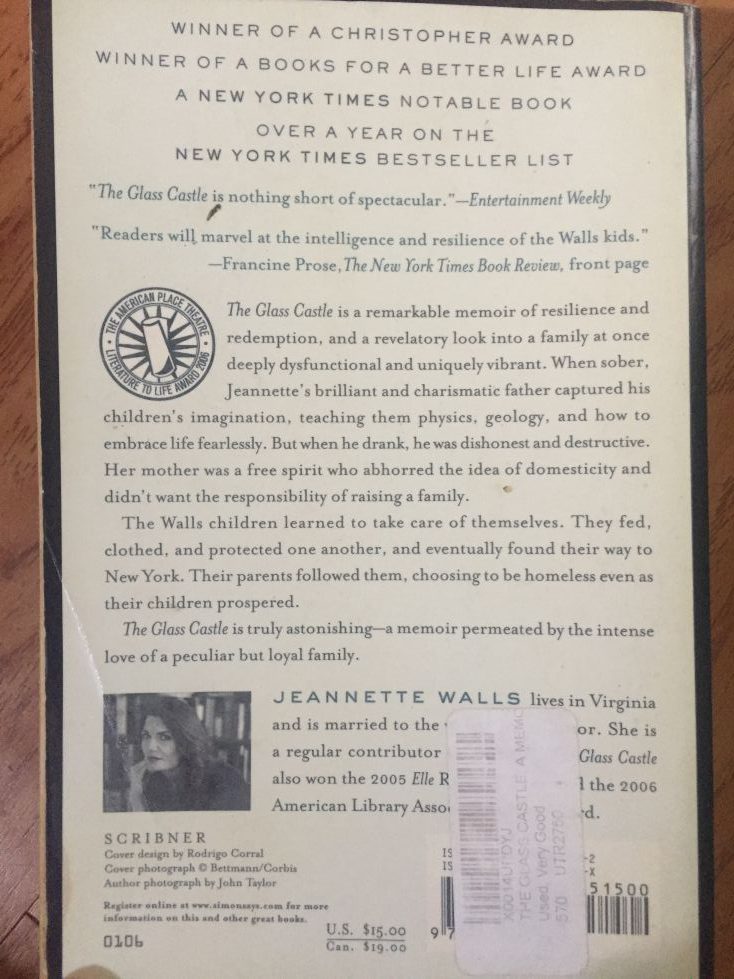 WINNER OF A CHRISTOPHER AWARD
WINNER OF A BOOKS FOR A BETTER LIFE AWARD
A NEW YORK TIMES NOTABLE BOOK
OVER A YEAR ON THE
NEW YORK TIMES BESTSELLER LIST
"The Glass Castle is nothing short of spectacular."—Entertainment Weekly
"Readers will marvel at the intelligence and resilience of the Walls kids."
—Francine Prose, The New York Times Book Review, front page
THE AMERICAN PLACE THEATRE
LITERATURE TO LIFE AWARD 2006
The Glass Castle is a remarkable memoir of resilience and
redemption, and a revelatory look into a family at once
deeply dysfunctional and uniquely vibrant. When sober,
Jeannette's brilliant and charismatic father captured his
children's imagination, teaching them physics, geology, and how to
embrace life fearlessly. But when he drank, he was dishonest and destructive.
Her mother was a free spirit who abhorred the idea of domesticity and
didn't want the responsibility of raising a family.
The Walls children learned to take care of themselves. They fed,
clothed, and protected one another, and eventually found their way to
New York. Their parents followed them, choosing to be homeless even as
their children prospered.
The Glass Castle is truly astonishing—a memoir permeated by the intense
love of a peculiar but loyal family.
JEANNETTE WALLS lives in Virginia
and is married to the or. She is
a regular contributor Glass Castle
also won the 2005 Elle R the 2006
American Library Asso rd.
SCRIBNER
Cover design by Rodrigo Corral
Cover photograph © Bettmann/Corbis
Author photograph by John Taylor
Register online at www.simonsays.com for more
information on this and other great books.
0106
U.S. $15.00
Can. $19.00
IS -2
IS -X
51500
97
THE GLASS CASTLE: A MEMO
Used, Very Good